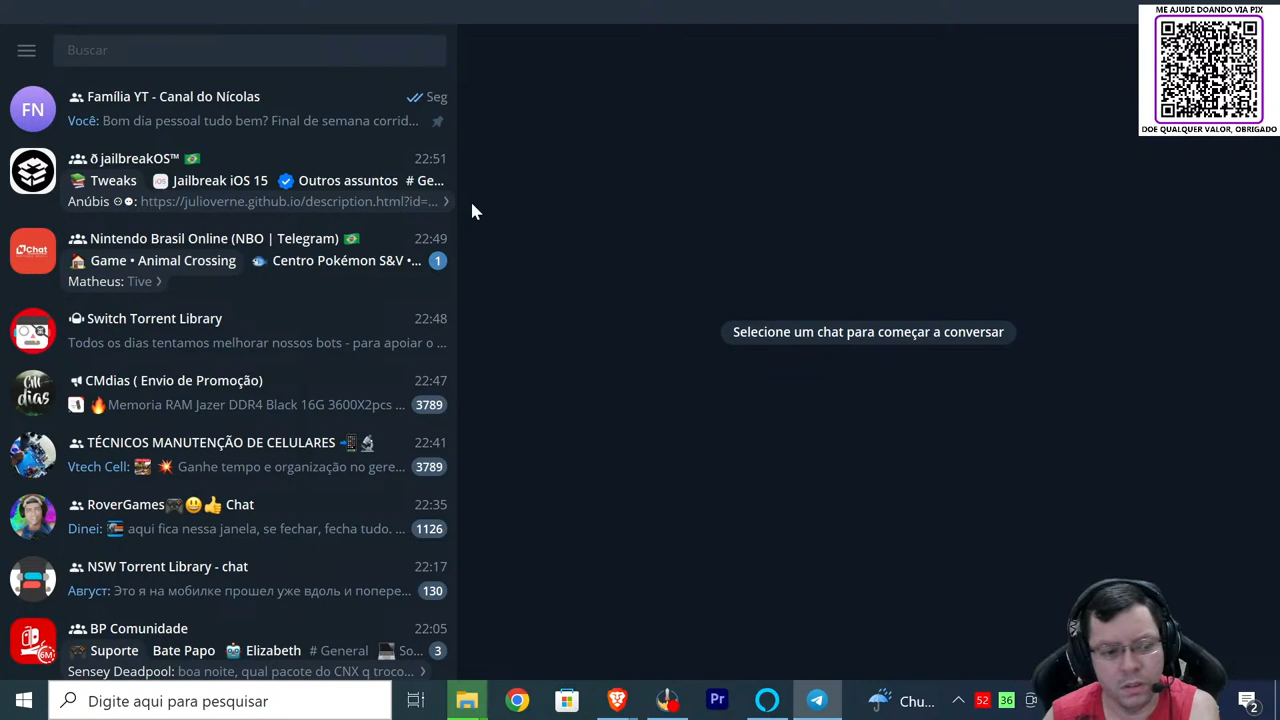 ME AJUDE DOANDO VIA PIX
DOE QUALQUER VALOR, OBRIGADO
Buscar
FN
Família YT - Canal do Nícolas
Seg
Você: Bom dia pessoal tudo bem? Final de semana corrid...
ð jailbreakOS™
22:51
Tweaks
Jailbreak iOS 15
Outros assuntos # Ge...
Anúbis: https://julioverne.github.io/description.html?id=...
NChat
Nintendo Brasil Online (NBO | Telegram)
22:49
Game • Animal Crossing
Centro Pokémon S&V •...
1
Matheus: Tive
Switch Torrent Library
22:48
Todos os dias tentamos melhorar nossos bots - para apoiar o ...
CM dias
CMdias ( Envio de Promoção)
22:47
Memoria RAM Jazer DDR4 Black 16G 3600X2pcs ...
3789
TÉCNICOS MANUTENÇÃO DE CELULARES
22:41
Vtech Cell: Ganhe tempo e organização no gere...
3789
RoverGames Chat
22:35
Dinei: aqui fica nessa janela, se fechar, fecha tudo. ...
1126
NSW Torrent Library - chat
22:17
Август: Это я на мобилке прошел уже вдоль и попере...
130
6M
BP Comunidade
22:05
Suporte
Bate Papo
Elizabeth
# General
So...
3
Sensey Deadpool: boa noite, qual pacote do CNX q troco...
Selecione um chat para começar a conversar
Digite aqui para pesquisar
Pr
Chu...
52
36
2